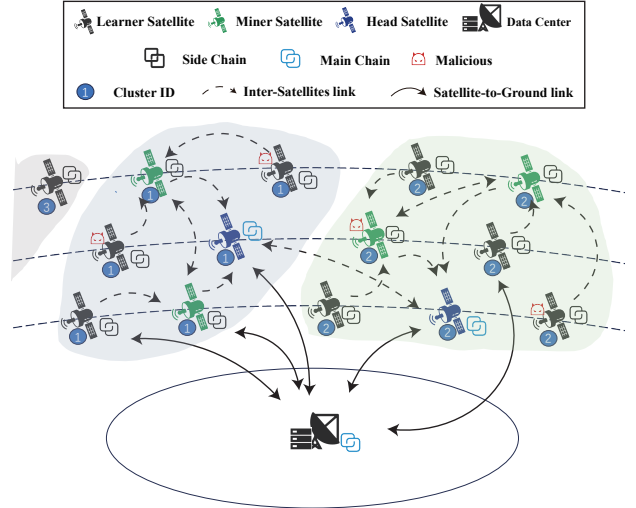 Learner Satellite Miner Satellite Head Satellite Data Center
Side Chain Main Chain Malicious
1 Cluster ID Inter-Satellites link Satellite-to-Ground link
3 1 1 2 2
1 1 2 2
1 1 2 2 2